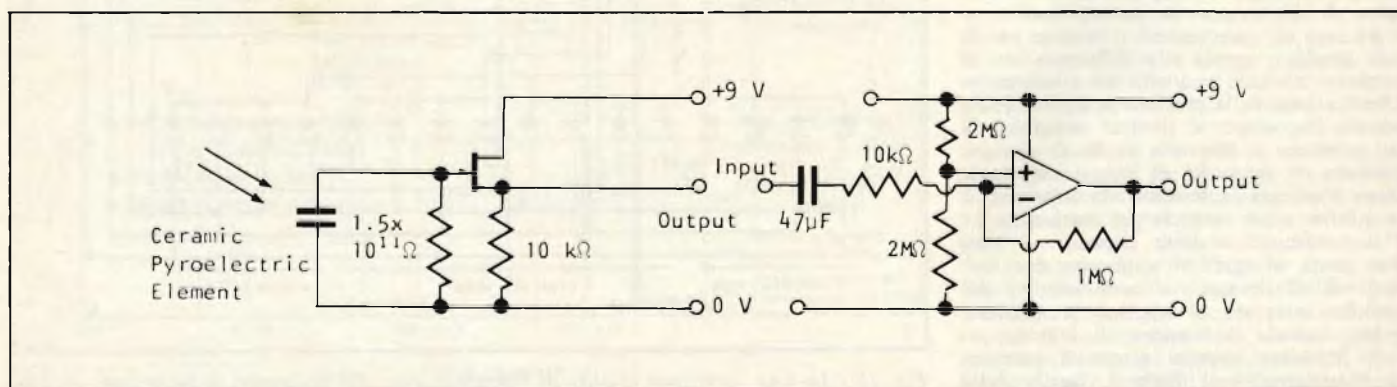 +9 V
+9 V
2MΩ
10kΩ
Input
Output
+
−
1.5x
10¹¹Ω
10 kΩ
Output
47µF
2MΩ
1MΩ
Ceramic
Pyroelectric
Element
0 V
0 V